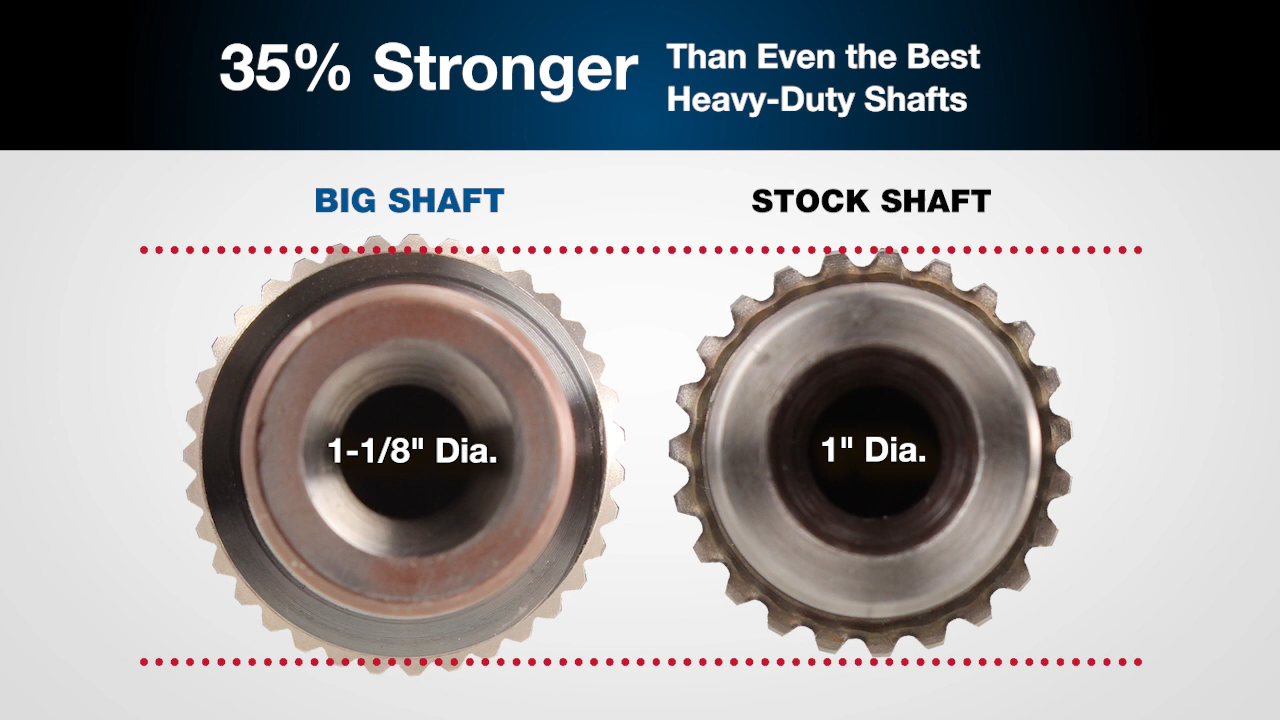 35% Stronger
Than Even the Best
Heavy-Duty Shafts
BIG SHAFT
STOCK SHAFT
1-1/8" Dia.
1" Dia.